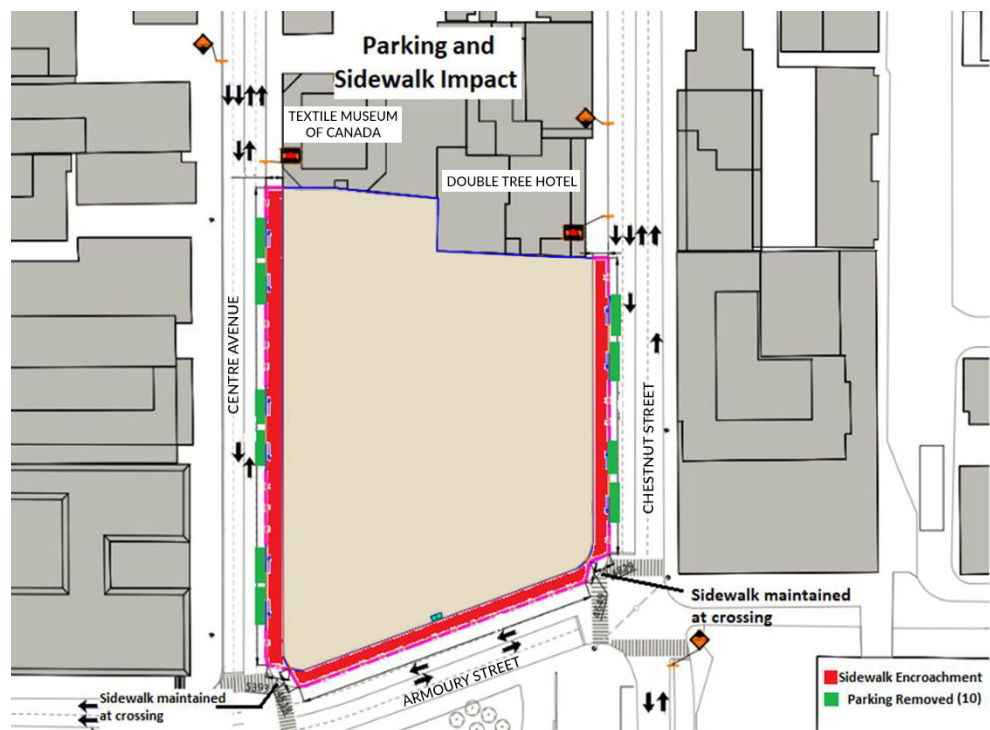 Parking and
Sidewalk Impact
TEXTILE MUSEUM
OF CANADA
DOUBLE TREE HOTEL
CENTRE AVENUE
CHESTNUT STREET
Sidewalk maintained
at crossing
ARMOURY STREET
Sidewalk Encroachment
Parking Removed (10)
Sidewalk maintained
at crossing